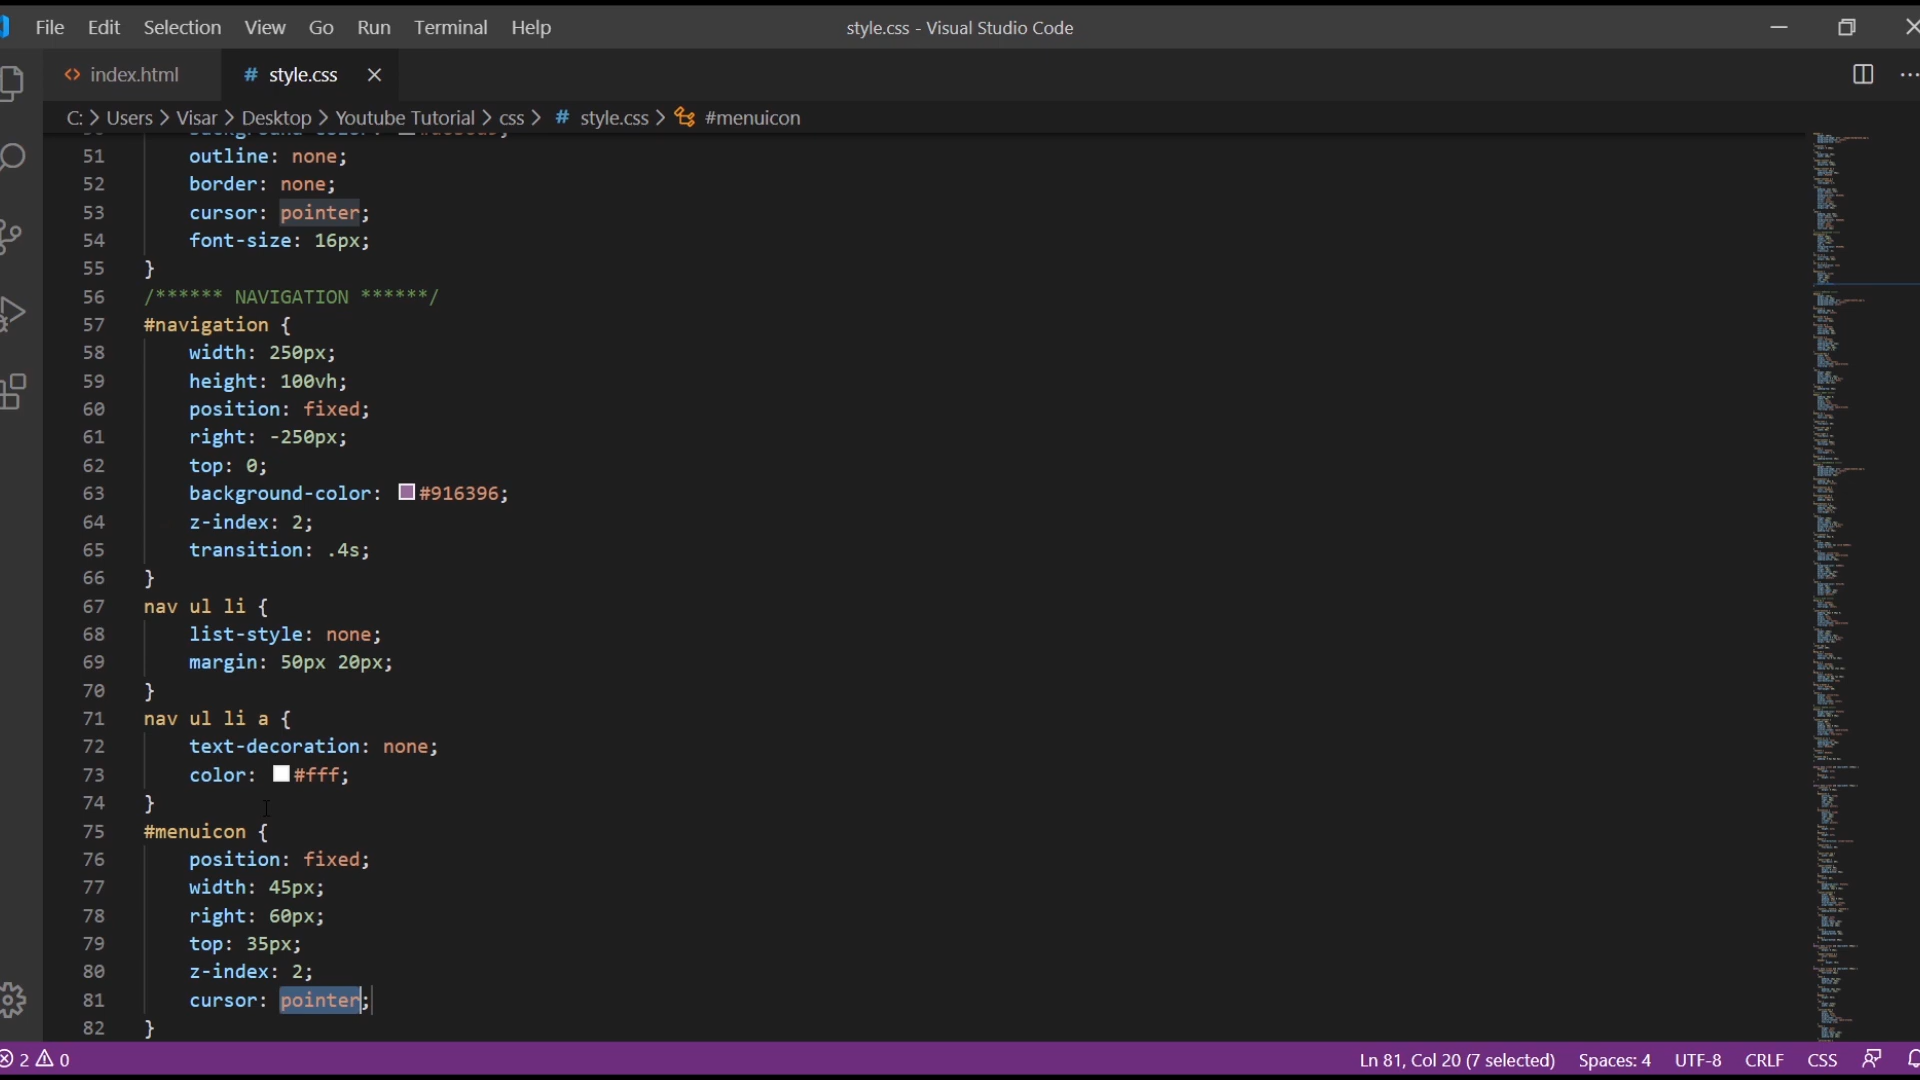 File Edit Selection View Go Run Terminal Help style.css - Visual Studio Code
<> index.html # style.css ×
C: > Users > Visar > Desktop > Youtube Tutorial > css > # style.css > #menuicon
51 outline: none;
52 border: none;
53 cursor: pointer;
54 font-size: 16px;
55 }
56 /****** NAVIGATION ******/
57 #navigation {
58 width: 250px;
59 height: 100vh;
60 position: fixed;
61 right: -250px;
62 top: 0;
63 background-color: #916396;
64 z-index: 2;
65 transition: .4s;
66 }
67 nav ul li {
68 list-style: none;
69 margin: 50px 20px;
70 }
71 nav ul li a {
72 text-decoration: none;
73 color: #fff;
74 }
75 #menuicon {
76 position: fixed;
77 width: 45px;
78 right: 60px;
79 top: 35px;
80 z-index: 2;
81 cursor: pointer;
82 }
2 0 Ln 81, Col 20 (7 selected) Spaces: 4 UTF-8 CRLF CSS